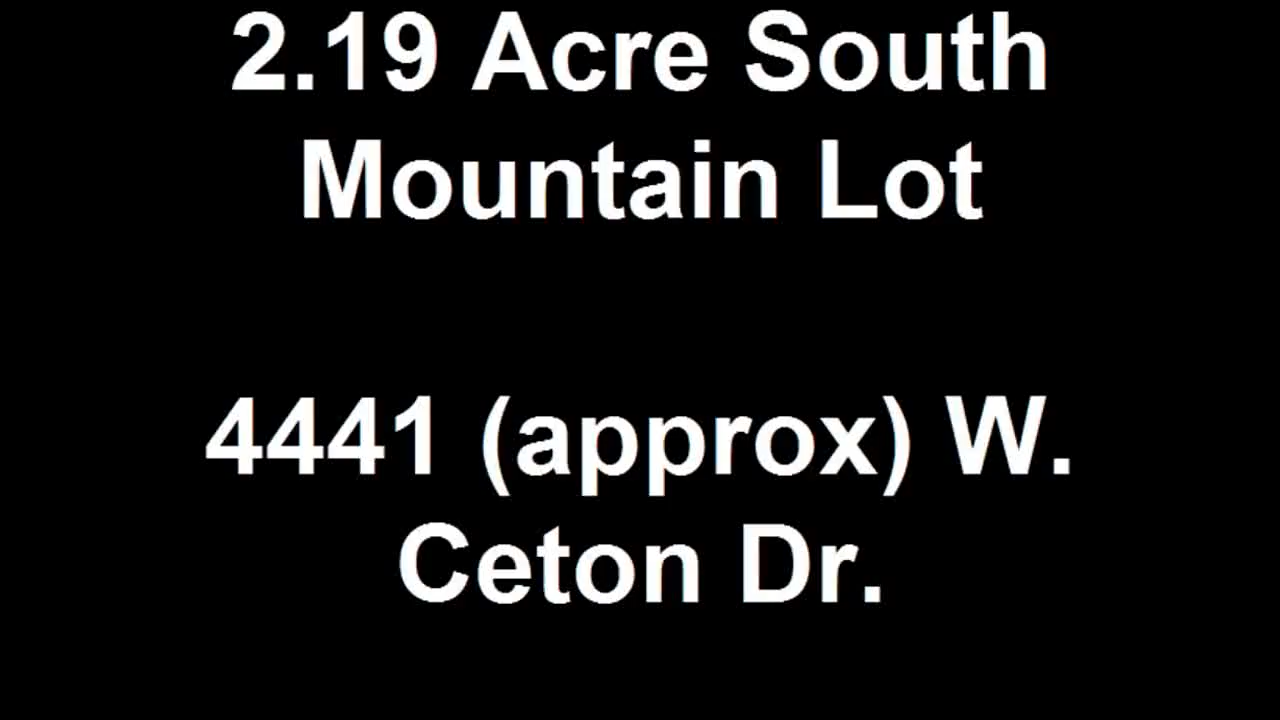 2.19 Acre South
Mountain Lot
4441 (approx) W.
Ceton Dr.